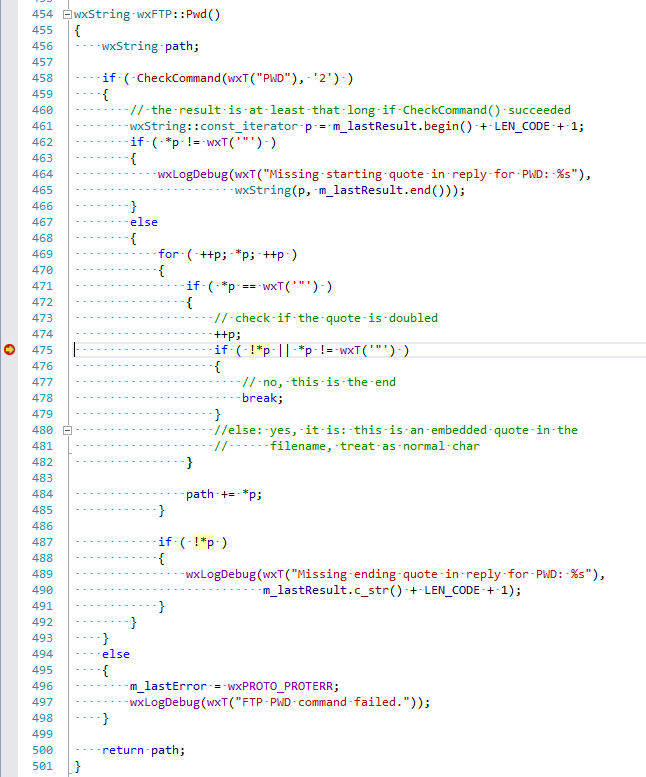 454 wxString wxFTP::Pwd()
455 {
456 wxString path;
457
458 if ( CheckCommand(wxT("PWD"), '2') )
459 {
460 // the result is at least that long if CheckCommand() succeeded
461 wxString::const_iterator p = m_lastResult.begin() + LEN_CODE + 1;
462 if ( *p != wxT('"') )
463 {
464 wxLogDebug(wxT("Missing starting quote in reply for PWD: %s"),
465 wxString(p, m_lastResult.end()));
466 }
467 else
468 {
469 for ( ++p; *p; ++p )
470 {
471 if ( *p == wxT('"') )
472 {
473 // check if the quote is doubled
474 ++p;
475 if ( !*p || *p != wxT('"') )
476 {
477 // no, this is the end
478 break;
479 }
480 //else: yes, it is: this is an embedded quote in the
481 // filename, treat as normal char
482 }
483
484 path += *p;
485 }
486
487 if ( !*p )
488 {
489 wxLogDebug(wxT("Missing ending quote in reply for PWD: %s"),
490 m_lastResult.c_str() + LEN_CODE + 1);
491 }
492 }
493 }
494 else
495 {
496 m_lastError = wxPROTO_PROTERR;
497 wxLogDebug(wxT("FTP PWD command failed."));
498 }
499
500 return path;
501 }